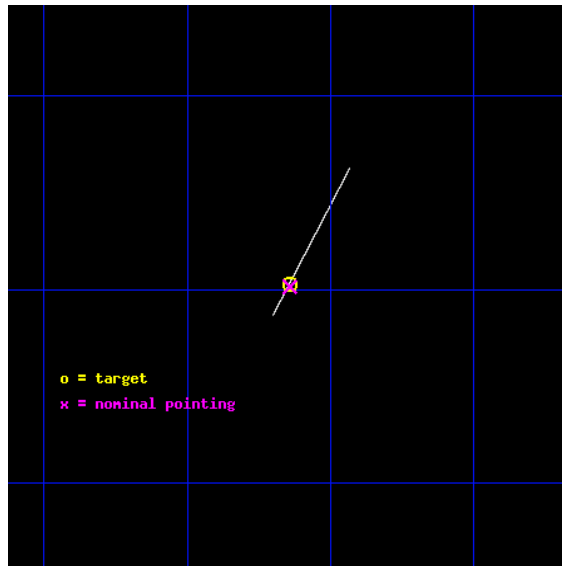 o = target
x = nominal pointing